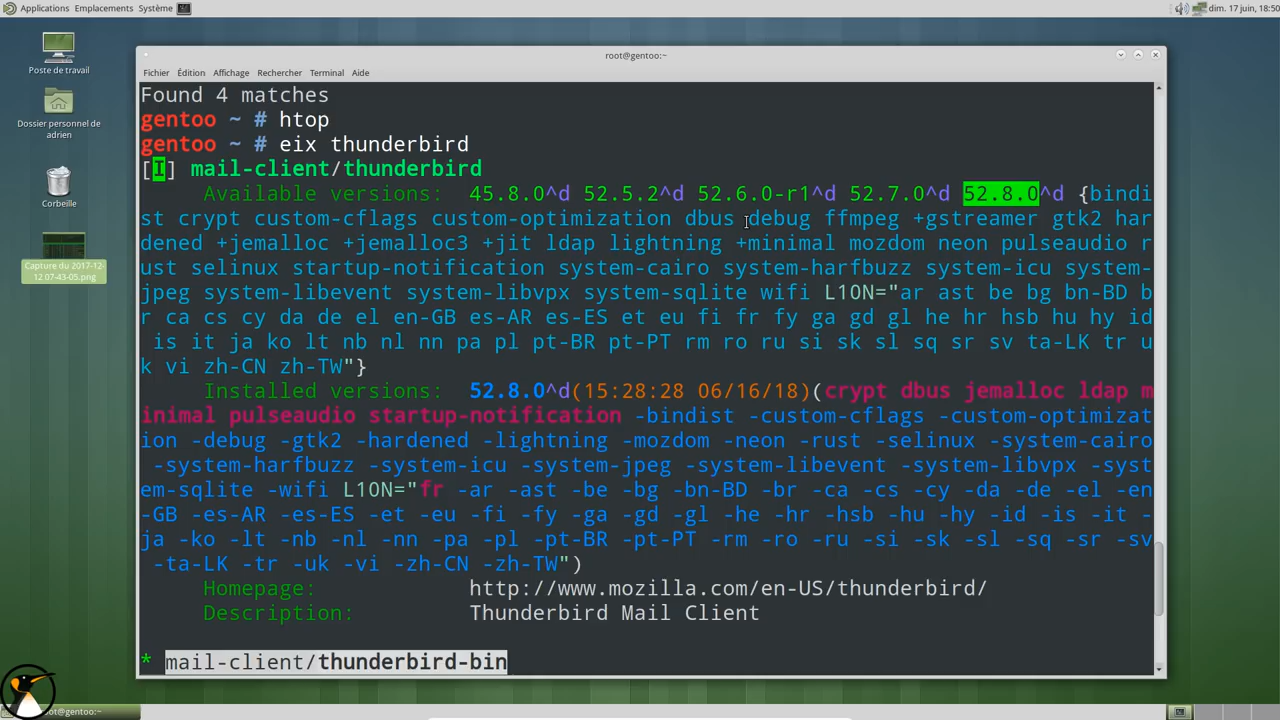 Applications Emplacements Système
dim. 17 juin, 18:50
Poste de travail
Dossier personnel de
adrien
Corbeille
Capture du 2017-12-
12 07-43-05.png
root@gentoo:~
Fichier Édition Affichage Rechercher Terminal Aide
Found 4 matches
gentoo ~ # htop
gentoo ~ # eix thunderbird
[I] mail-client/thunderbird
Available versions: 45.8.0^d 52.5.2^d 52.6.0-r1^d 52.7.0^d 52.8.0^d {bindi
st crypt custom-cflags custom-optimization dbus debug ffmpeg +gstreamer gtk2 har
dened +jemalloc +jemalloc3 +jit ldap lightning +minimal mozdom neon pulseaudio r
ust selinux startup-notification system-cairo system-harfbuzz system-icu system-
jpeg system-libevent system-libvpx system-sqlite wifi L10N="ar ast be bg bn-BD b
r ca cs cy da de el en-GB es-AR es-ES et eu fi fr fy ga gd gl he hr hsb hu hy id
is it ja ko lt nb nl nn pa pl pt-BR pt-PT rm ro ru si sk sl sq sr sv ta-LK tr u
k vi zh-CN zh-TW"}
Installed versions: 52.8.0^d(15:28:28 06/16/18)(crypt dbus jemalloc ldap m
inimal pulseaudio startup-notification -bindist -custom-cflags -custom-optimizat
ion -debug -gtk2 -hardened -lightning -mozdom -neon -rust -selinux -system-cairo
-system-harfbuzz -system-icu -system-jpeg -system-libevent -system-libvpx -syst
em-sqlite -wifi L10N="fr -ar -ast -be -bg -bn-BD -br -ca -cs -cy -da -de -el -en
-GB -es-AR -es-ES -et -eu -fi -fy -ga -gd -gl -he -hr -hsb -hu -hy -id -is -it -
ja -ko -lt -nb -nl -nn -pa -pl -pt-BR -pt-PT -rm -ro -ru -si -sk -sl -sq -sr -sv
-ta-LK -tr -uk -vi -zh-CN -zh-TW")
Homepage: http://www.mozilla.com/en-US/thunderbird/
Description: Thunderbird Mail Client
* mail-client/thunderbird-bin
root@gentoo:~